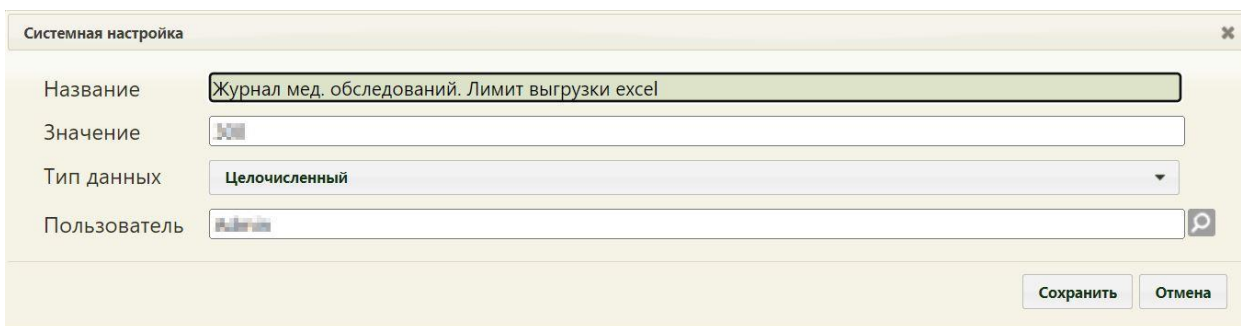 Системная настройка
Название Журнал мед. обследований. Лимит выгрузки excel
Значение
Тип данных Целочисленный
Пользователь
Сохранить Отмена